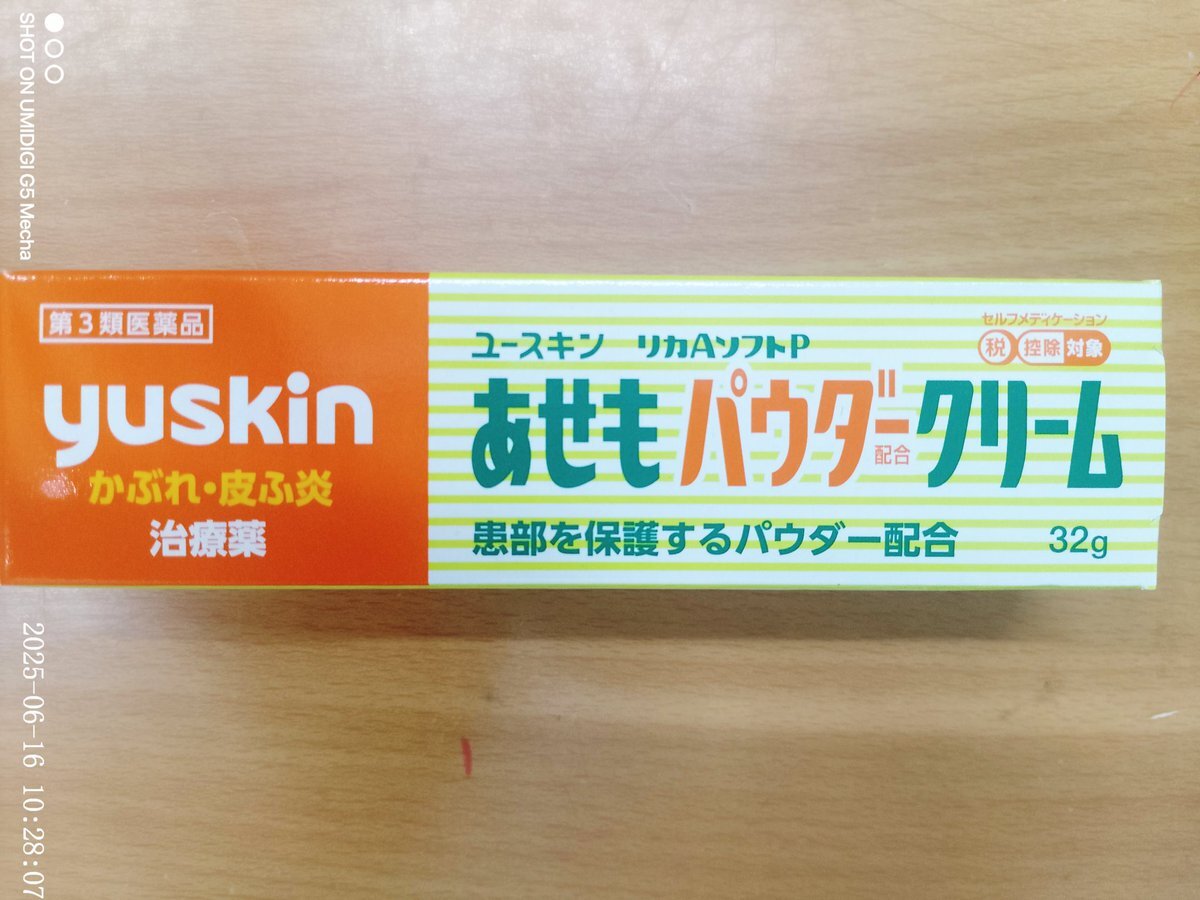 第3類医薬品
yuskin
かぶれ・皮ふ炎
治療薬
ユースキン リカAソフトP
セルフメディケーション
税 控除 対象
あせもパウダー配合クリーム
患部を保護するパウダー配合 32g
SHOT ON UMIDIGI G5 Mecha
2025-06-16 10:28:07